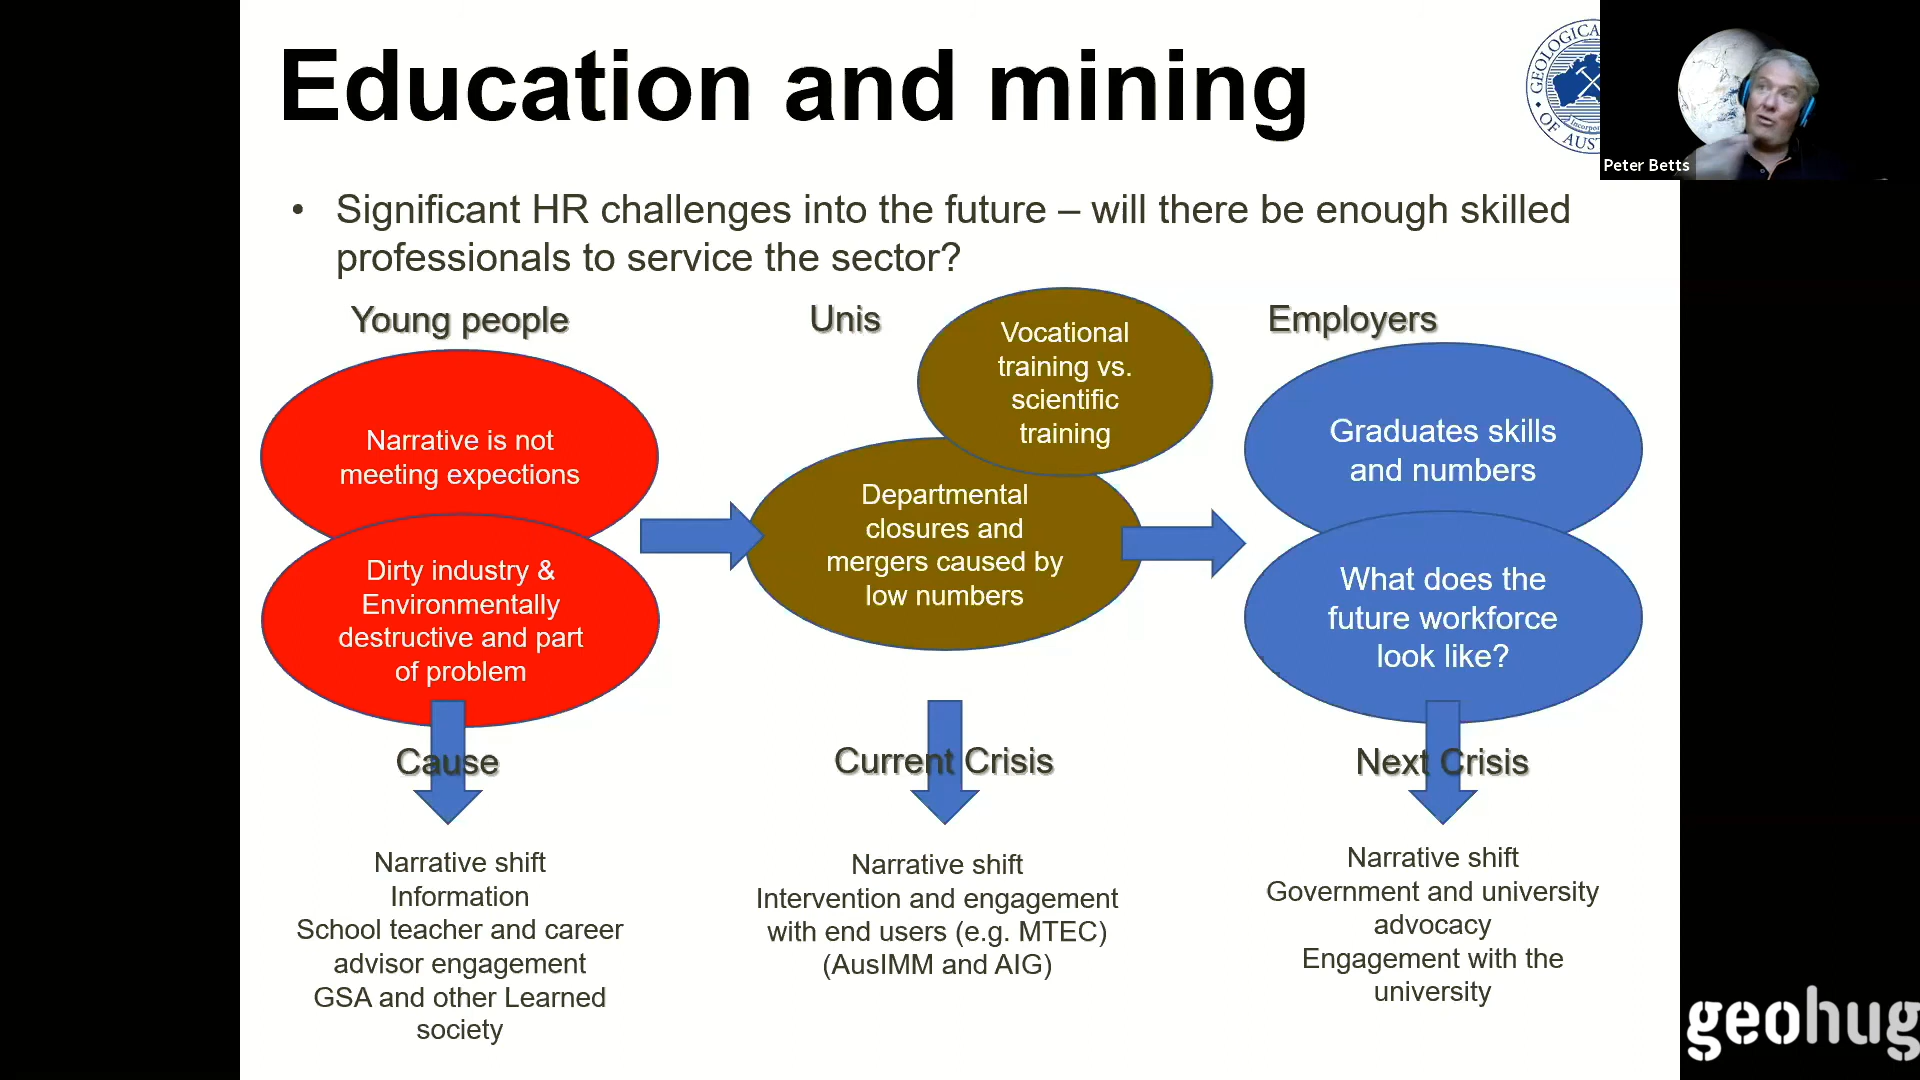 Education and mining
GEOLOGICA
OF AUS
Incorpor
Peter Betts
• Significant HR challenges into the future – will there be enough skilled
professionals to service the sector?
Young people
Unis
Employers
Vocational
training vs.
scientific
training
Narrative is not
meeting expections
Graduates skills
and numbers
Departmental
closures and
mergers caused by
low numbers
Dirty industry &
Environmentally
destructive and part
of problem
What does the
future workforce
look like?
Cause
Current Crisis
Next Crisis
Narrative shift
Information
School teacher and career
advisor engagement
GSA and other Learned
society
Narrative shift
Intervention and engagement
with end users (e.g. MTEC)
(AusIMM and AIG)
Narrative shift
Government and university
advocacy
Engagement with the
university
geohug